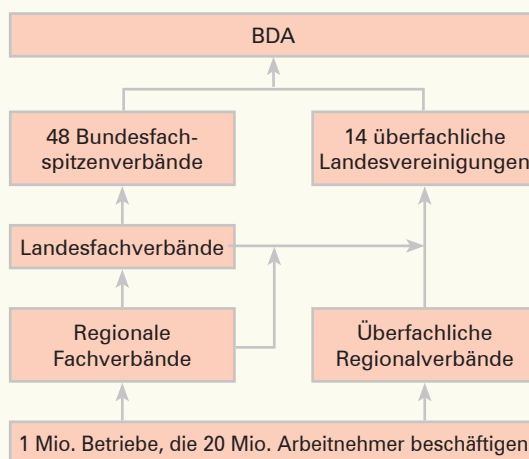 BDA
48 Bundesfach-
spitzenverbände
14 überfachliche
Landesvereinigungen
Landesfachverbände
Regionale
Fachverbände
Überfachliche
Regionalverbände
1 Mio. Betriebe, die 20 Mio. Arbeitnehmer beschäftigen